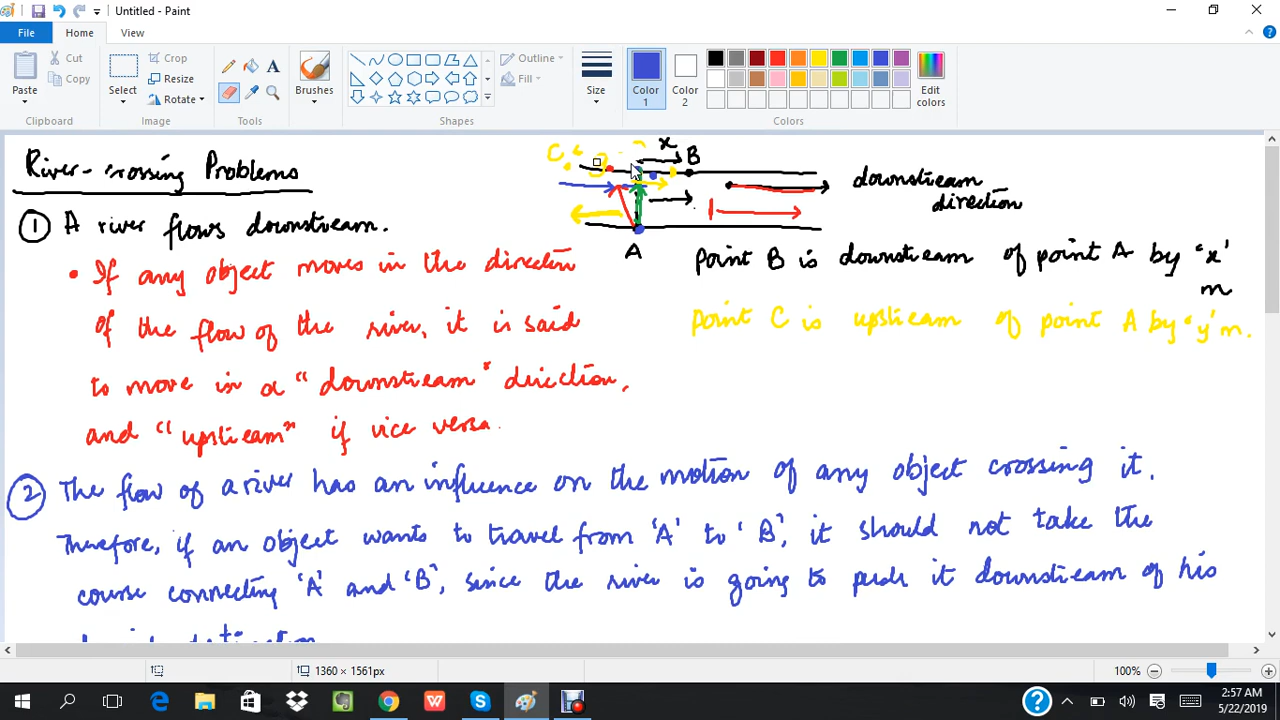 Untitled - Paint
File
Home
View
Paste
Cut
Copy
Clipboard
Select
Crop
Resize
Rotate
Image
Tools
Brushes
Shapes
Outline
Fill
Size
Color 1
Color 2
Colors
Edit colors
River-crossing Problems
① A river flows downstream.
• If any object moves in the direction
of the flow of the river, it is said
to move in a "downstream" direction,
and "upstream" if vice versa.
C
x
B
A
downstream
direction
Point B is downstream of point A by 'x'
m
Point C is upstream of point A by 'y' m.
② The flow of a river has an influence on the motion of any object crossing it.
Therefore, if an object wants to travel from 'A' to 'B', it should not take the
course connecting 'A' and 'B', since the river is going to push it downstream of his
1360 × 1561px
100%
2:57 AM
5/22/2019